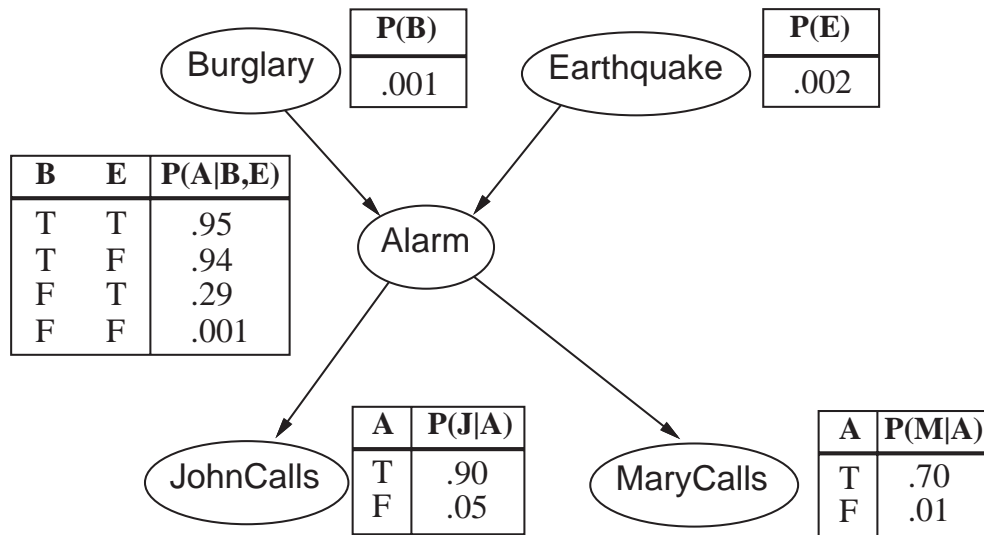 Burglary
P(B)
.001
Earthquake
P(E)
.002
B E P(A|B,E)
T T .95
T F .94
F T .29
F F .001
Alarm
JohnCalls
A P(J|A)
T .90
F .05
MaryCalls
A P(M|A)
T .70
F .01